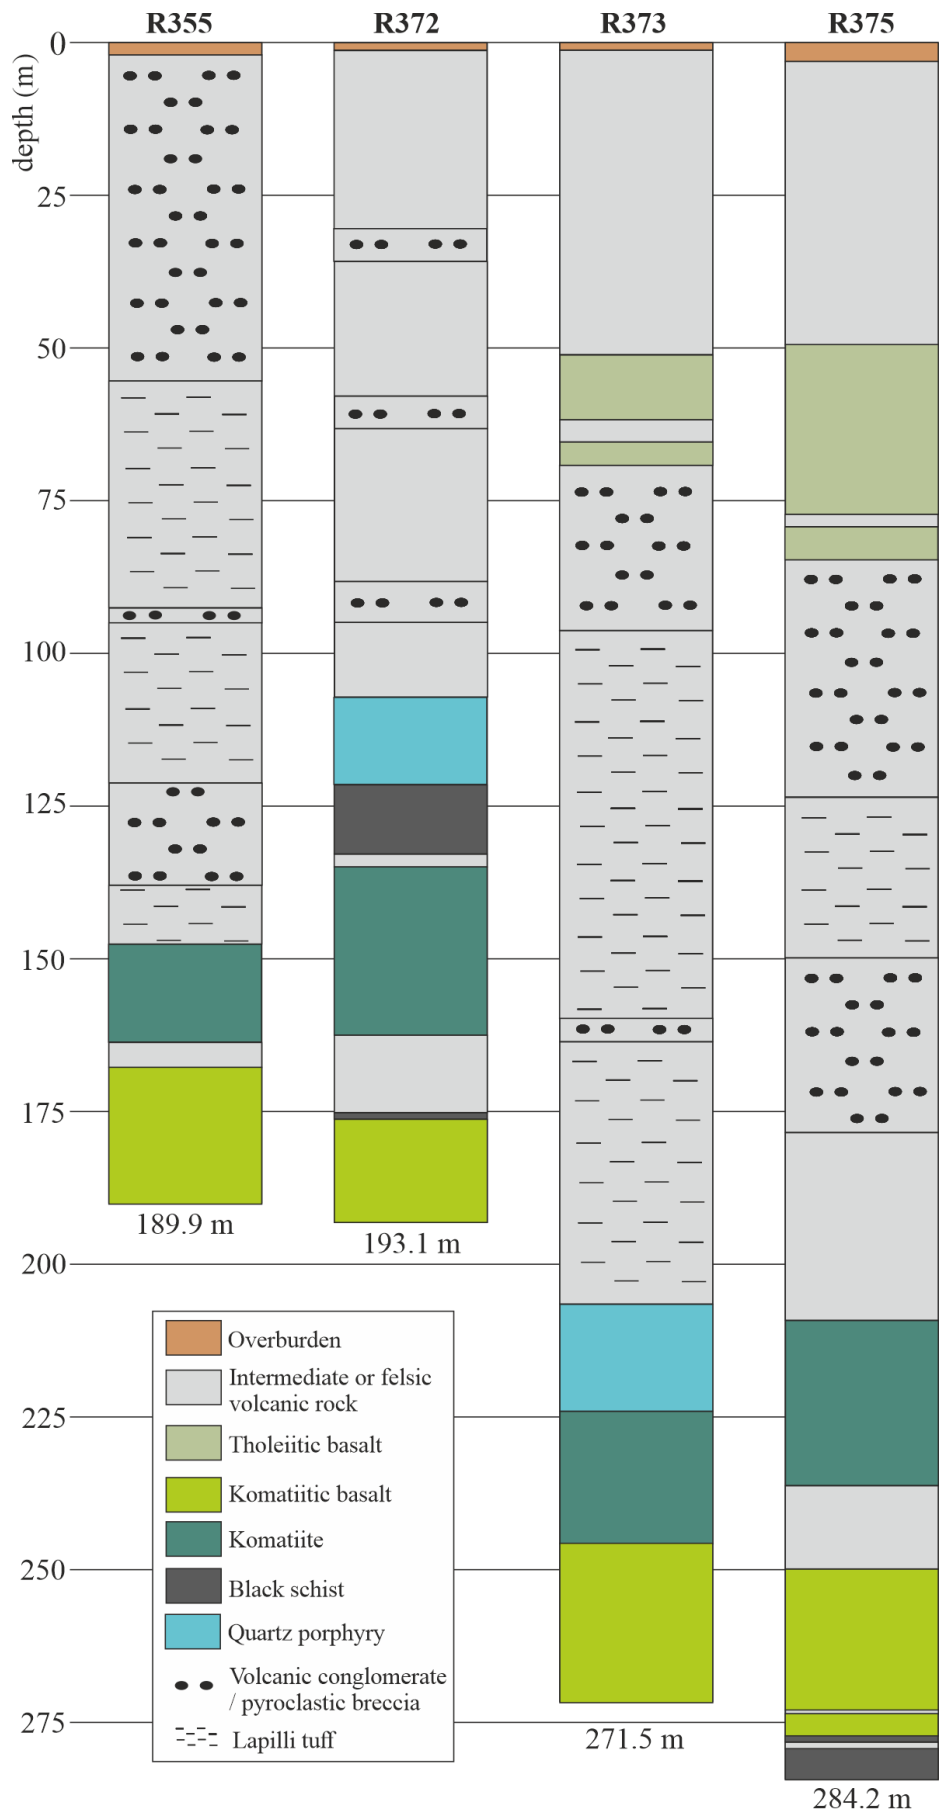 R355 R372 R373 R375
0
depth (m)
25
50
75
100
125
150
175
189.9 m
193.1 m
200
225
250
275
271.5 m
284.2 m
Overburden
Intermediate or felsic
volcanic rock
Tholeiitic basalt
Komatiitic basalt
Komatiite
Black schist
Quartz porphyry
Volcanic conglomerate
/ pyroclastic breccia
Lapilli tuff